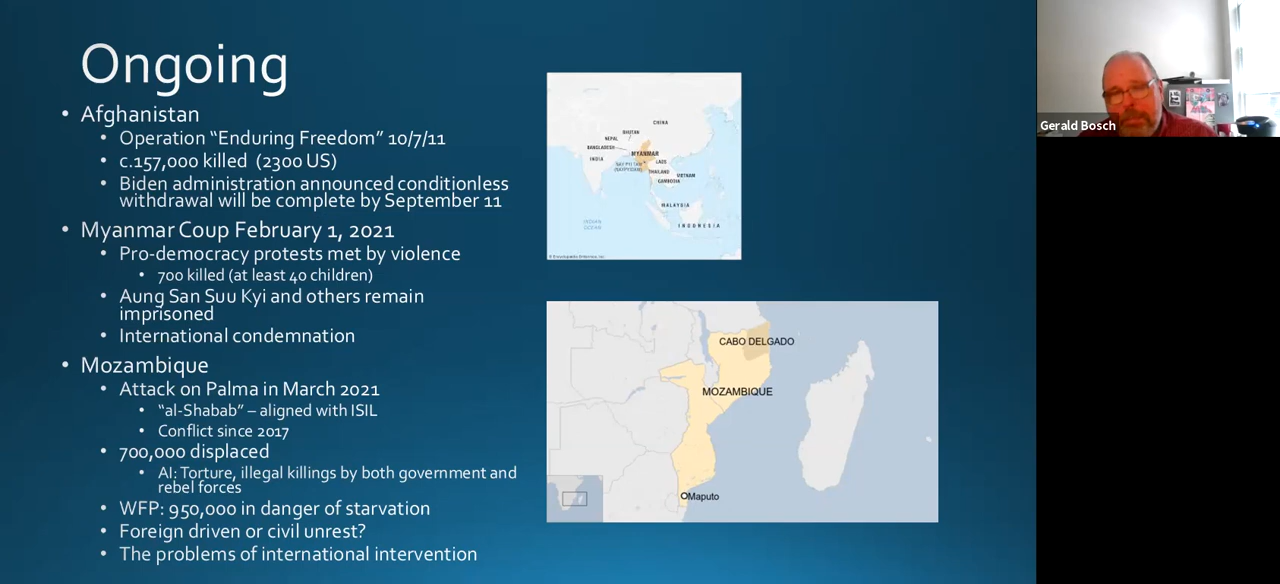 Ongoing
• Afghanistan
• Operation “Enduring Freedom” 10/7/11
• c.157,000 killed (2300 US)
• Biden administration announced conditionless
withdrawal will be complete by September 11
• Myanmar Coup February 1, 2021
• Pro-democracy protests met by violence
• 700 killed (at least 40 children)
• Aung San Suu Kyi and others remain
imprisoned
• International condemnation
• Mozambique
• Attack on Palma in March 2021
• “al-Shabab” – aligned with ISIL
• Conflict since 2017
• 700,000 displaced
• AI: Torture, illegal killings by both government and
rebel forces
• WFP: 950,000 in danger of starvation
• Foreign driven or civil unrest?
• The problems of international intervention
CHINA
BHUTAN
NEPAL
BANGLADESH
MYANMAR
INDIA
LAOS
THAILAND
VIETNAM
CAMBODIA
MALAYSIA
INDONESIA
INDIAN
OCEAN
CABO DELGADO
MOZAMBIQUE
Maputo
Gerald Bosch